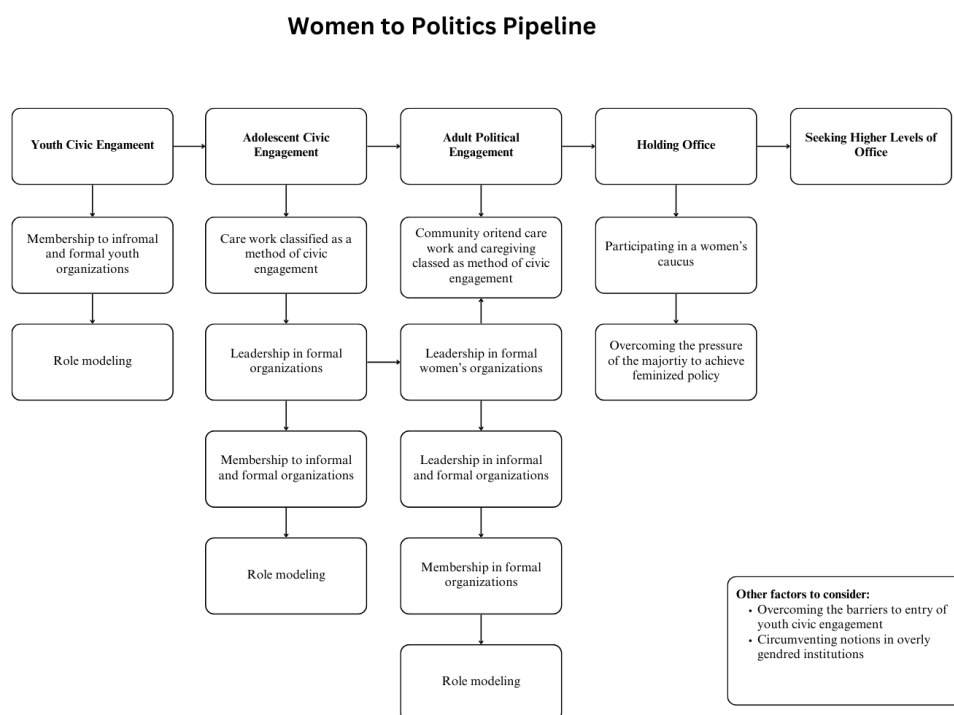 Women to Politics Pipeline
Youth Civic Engameent
Adolescent Civic
Engagement
Adult Political
Engagement
Holding Office
Seeking Higher Levels of
Office
Membership to infromal
and formal youth
organizations
Care work classified as a
method of civic
engagement
Community oritend care
work and caregiving
classed as method of civic
engagement
Participating in a women's
caucus
Role modeling
Leadership in formal
organizations
Leadership in formal
women's organizations
Overcoming the pressure
of the majortiy to achieve
feminized policy
Membership to informal
and formal organizations
Leadership in informal
and formal organizations
Role modeling
Membership in formal
organizations
Role modeling
Other factors to consider:
• Overcoming the barriers to entry of
youth civic engagement
• Circumventing notions in overly
gendred institutions